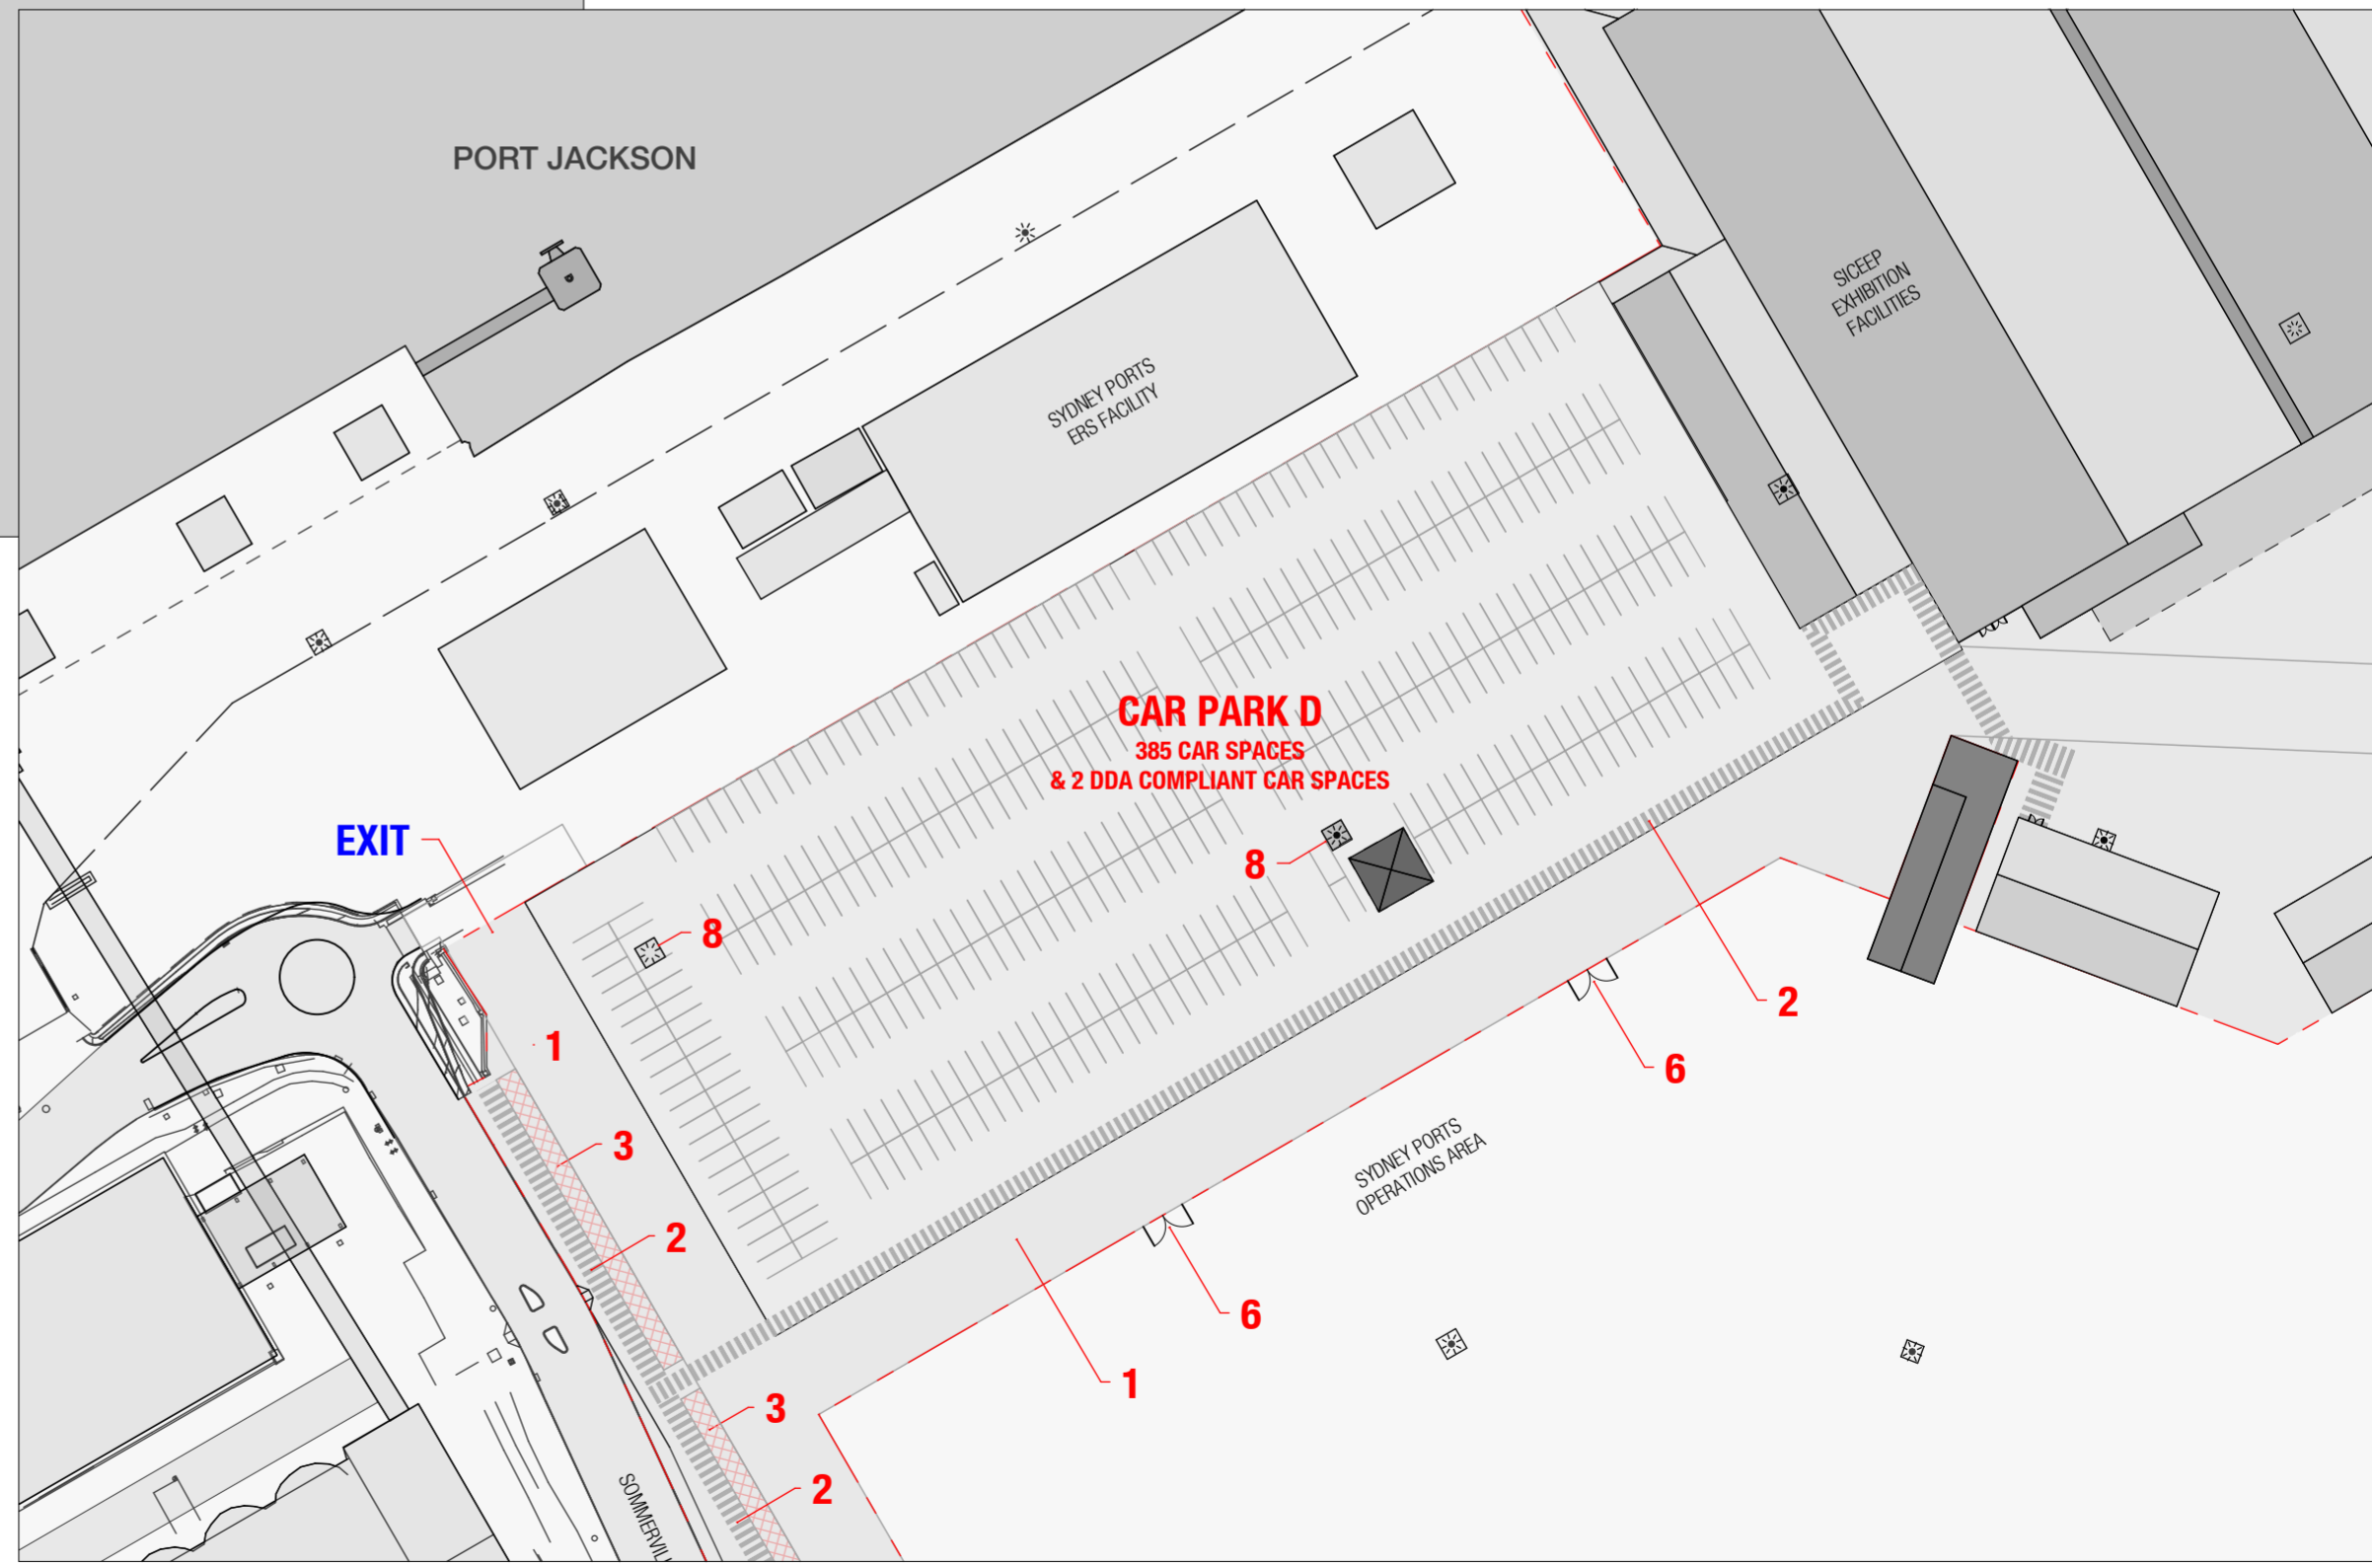 PORT JACKSON
SICEEP
EXHIBITION
FACILITIES
SYDNEY PORTS
ERS FACILITY
CAR PARK D
385 CAR SPACES
& 2 DDA COMPLIANT CAR SPACES
EXIT
8
8
2
1
6
3
SYDNEY PORTS
OPERATIONS AREA
2
6
1
3
2